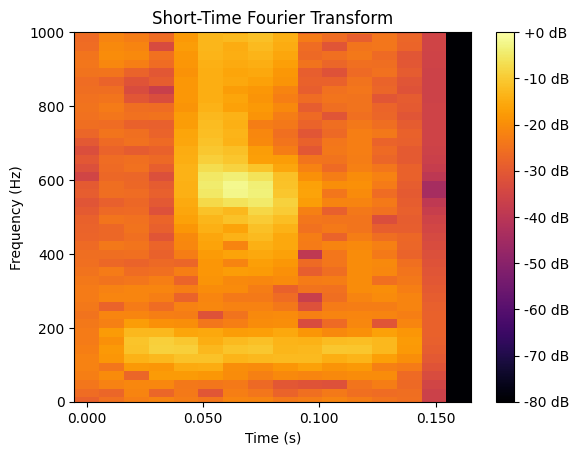 Short-Time Fourier Transform
Frequency (Hz)
1000
800
600
400
200
0
0.000
0.050
0.100
0.150
Time (s)
+0 dB
-10 dB
-20 dB
-30 dB
-40 dB
-50 dB
-60 dB
-70 dB
-80 dB